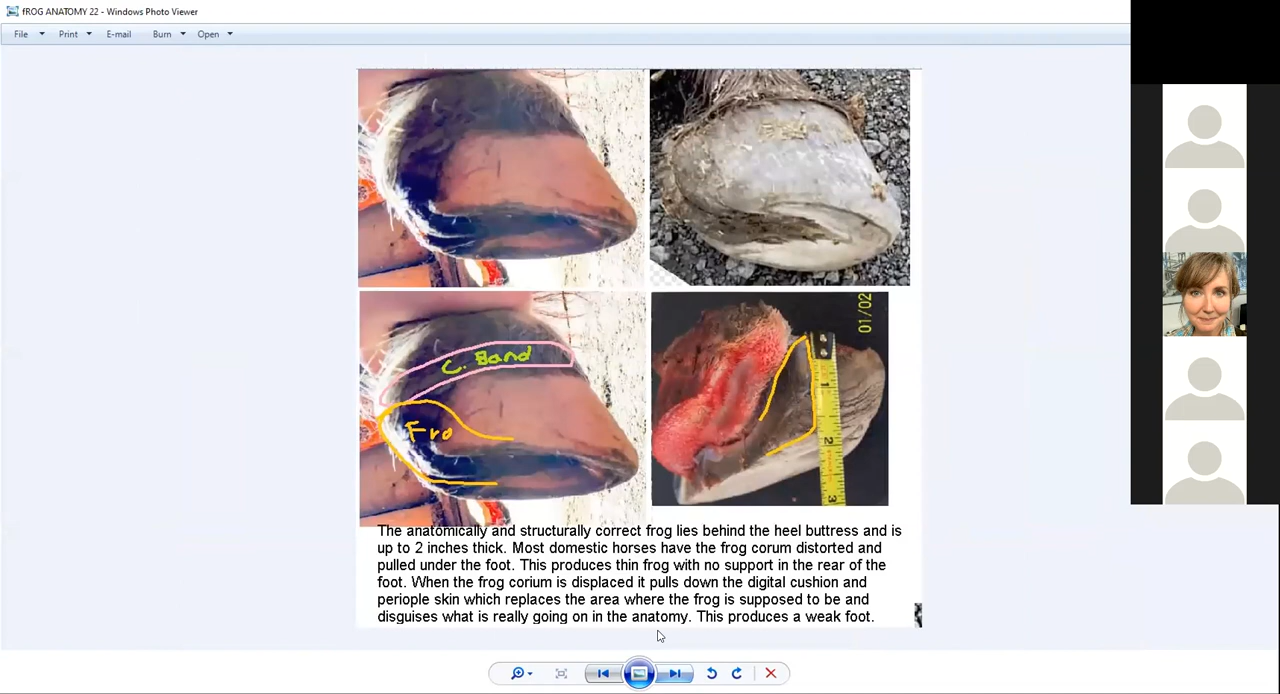 fROG ANATOMY 22 - Windows Photo Viewer
File Print E-mail Burn Open
C. Band
Fro
01/02
1
2
3
The anatomically and structurally correct frog lies behind the heel buttress and is
up to 2 inches thick. Most domestic horses have the frog corum distorted and
pulled under the foot. This produces thin frog with no support in the rear of the
foot. When the frog corium is displaced it pulls down the digital cushion and
periople skin which replaces the area where the frog is supposed to be and
disguises what is really going on in the anatomy. This produces a weak foot.